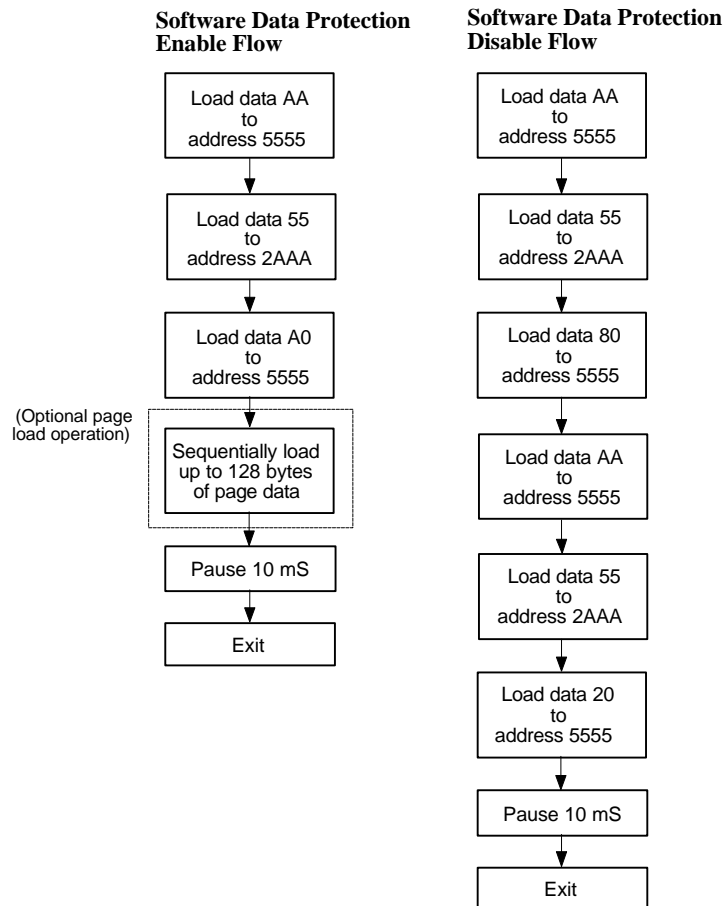 Software Data Protection
Enable Flow
Load data AA
to
address 5555
Load data 55
to
address 2AAA
Load data A0
to
address 5555
(Optional page
load operation)
Sequentially load
up to 128 bytes
of page data
Pause 10 mS
Exit
Software Data Protection
Disable Flow
Load data AA
to
address 5555
Load data 55
to
address 2AAA
Load data 80
to
address 5555
Load data AA
to
address 5555
Load data 55
to
address 2AAA
Load data 20
to
address 5555
Pause 10 mS
Exit